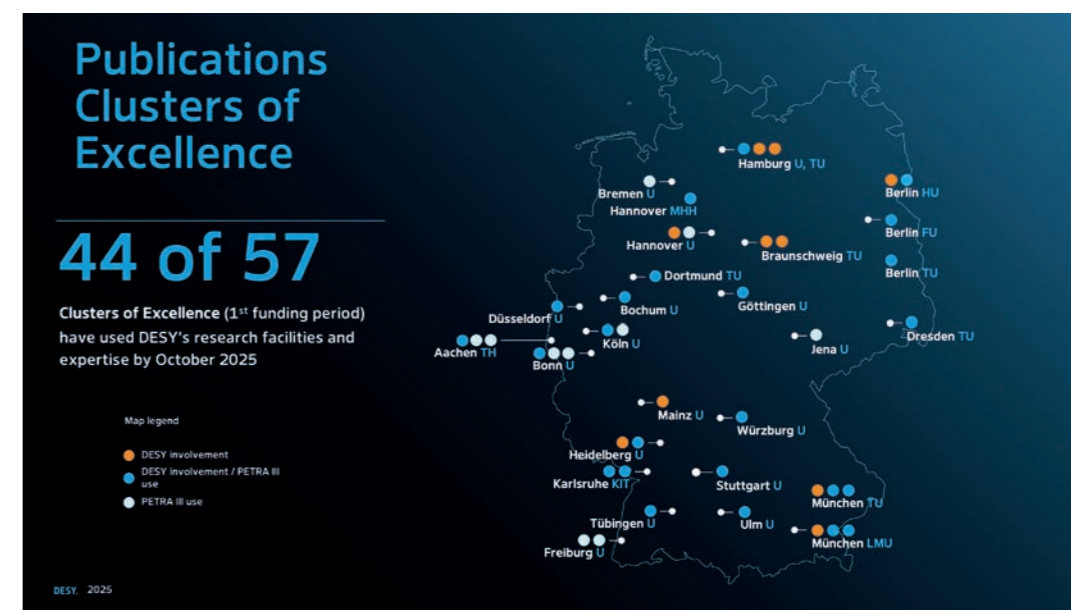 Publications
Clusters of
Excellence
44 of 57
Clusters of Excellence (1st funding period)
have used DESY's research facilities and
expertise by October 2025
Map legend
DESY involvement
DESY involvement / PETRA III
use
PETRA III use
DESY. 2025
Hamburg U, TU
Bremen U
Hannover MHH
Berlin HU
Hannover U
Berlin FU
Braunschweig TU
Berlin TU
Dortmund TU
Göttingen U
Bochum U
Düsseldorf U
Dresden TU
Köln U
Jena U
Aachen TH
Bonn U
Mainz U
Würzburg U
Heidelberg U
Karlsruhe KIT
Stuttgart U
München TU
Tübingen U
Ulm U
München LMU
Freiburg U